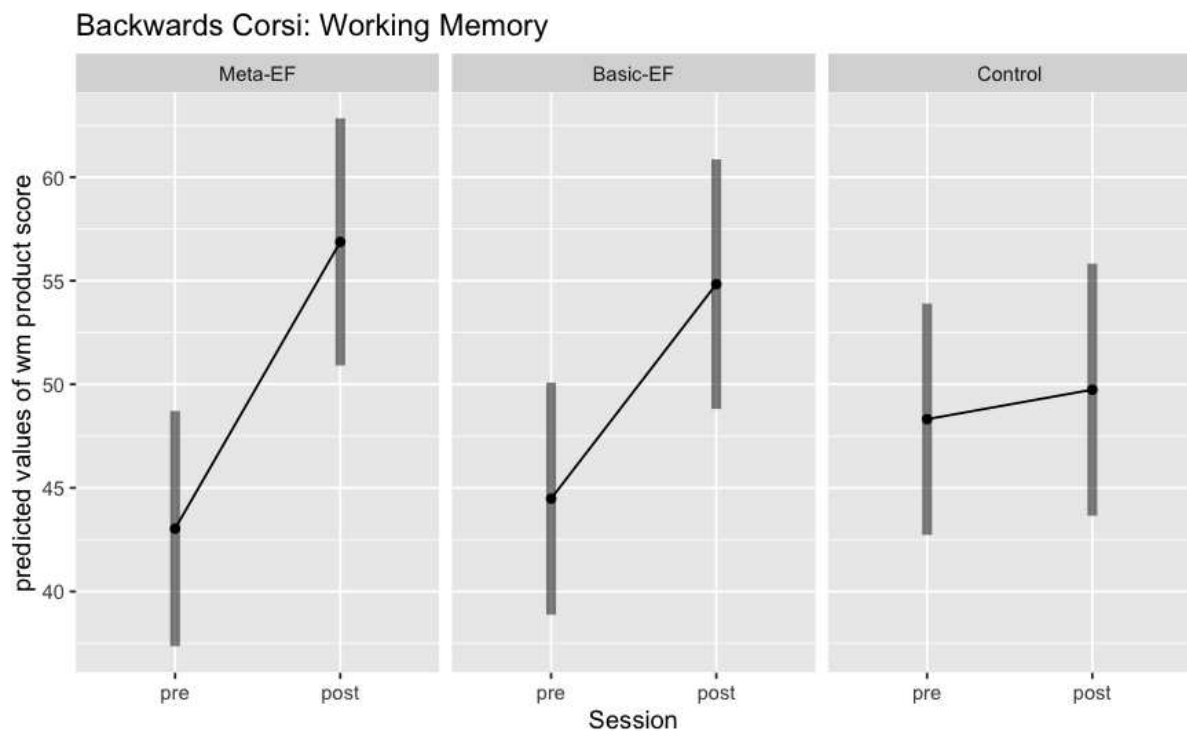 Backwards Corsi: Working Memory
Meta-EF
Basic-EF
Control
predicted values of wm product score
60
55
50
45
40
pre
post
pre
post
pre
post
Session